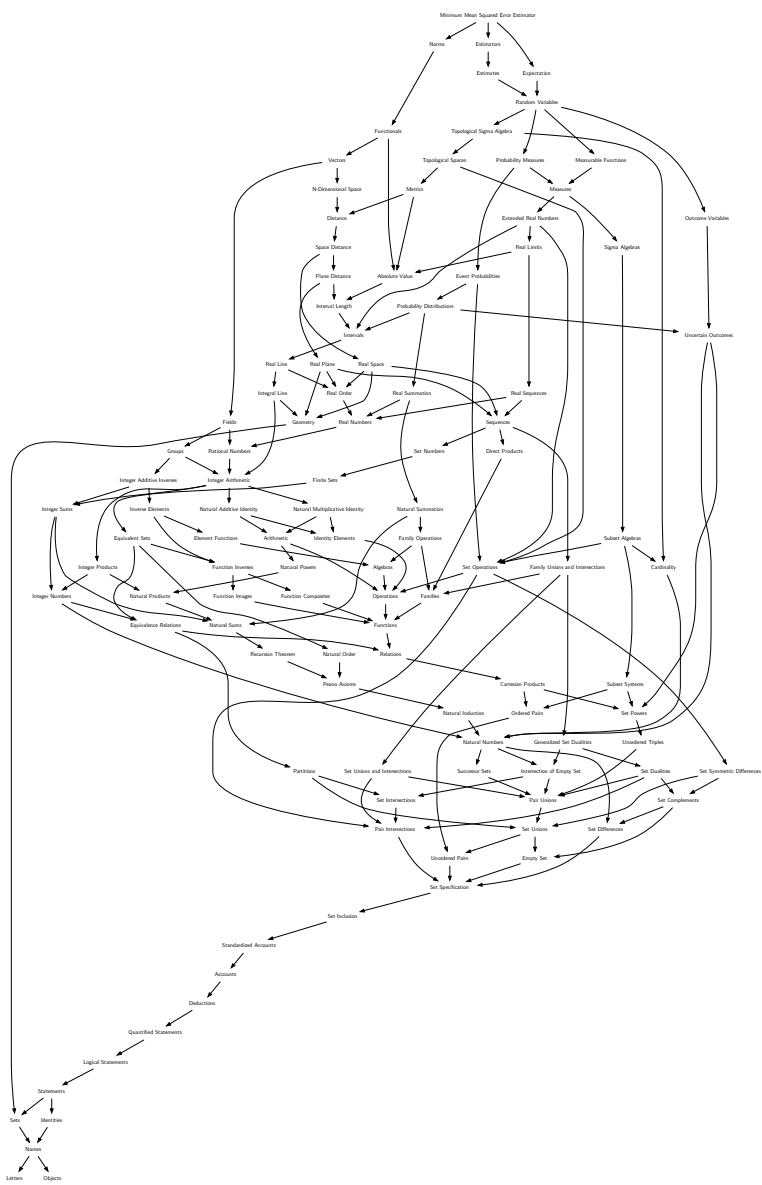 Minimum Mean Squared Error Estimator
Norms
Estimators
Estimates
Expectation
Random Variables
Functionals
Topological Sigma Algebra
Vectors
Topological Spaces
Probability Measures
Measurable Functions
N-Dimensional Space
Metrics
Measures
Distance
Extended Real Numbers
Outcome Variables
Space Distance
Real Limits
Sigma Algebras
Plane Distance
Absolute Value
Event Probabilities
Interval Length
Probability Distributions
Intervals
Uncertain Outcomes
Real Line
Real Plane
Real Space
Integral Line
Real Order
Real Summation
Real Sequences
Fields
Geometry
Real Numbers
Sequences
Groups
Rational Numbers
Set Numbers
Direct Products
Integer Additive Inverses
Integer Arithmetic
Finite Sets
Integer Sums
Inverse Elements
Natural Additive Identity
Natural Multiplicative Identity
Natural Summation
Equivalent Sets
Element Functions
Arithmetic
Identity Elements
Family Operations
Subset Algebras
Integer Products
Function Inverses
Natural Powers
Algebras
Set Operations
Family Unions and Intersections
Cardinality
Integer Numbers
Natural Products
Function Images
Function Composites
Operations
Families
Equivalence Relations
Natural Sums
Functions
Recursion Theorem
Natural Order
Relations
Peano Axioms
Cartesian Products
Subset Systems
Natural Induction
Ordered Pairs
Set Powers
Natural Numbers
Generalized Set Dualities
Unordered Triples
Partitions
Set Unions and Intersections
Successor Sets
Intersection of Empty Set
Set Dualities
Set Symmetric Differences
Set Intersections
Pair Unions
Set Complements
Pair Intersections
Set Unions
Set Differences
Unordered Pairs
Empty Set
Set Specification
Set Inclusion
Standardized Accounts
Accounts
Deductions
Quantified Statements
Logical Statements
Statements
Sets
Identities
Names
Letters
Objects